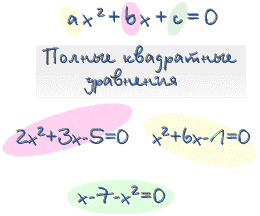 ax² + bx + c = 0
Полные квадратные
уравнения
2x²+3x-5=0 x²+6x-1=0
x-7-x²=0